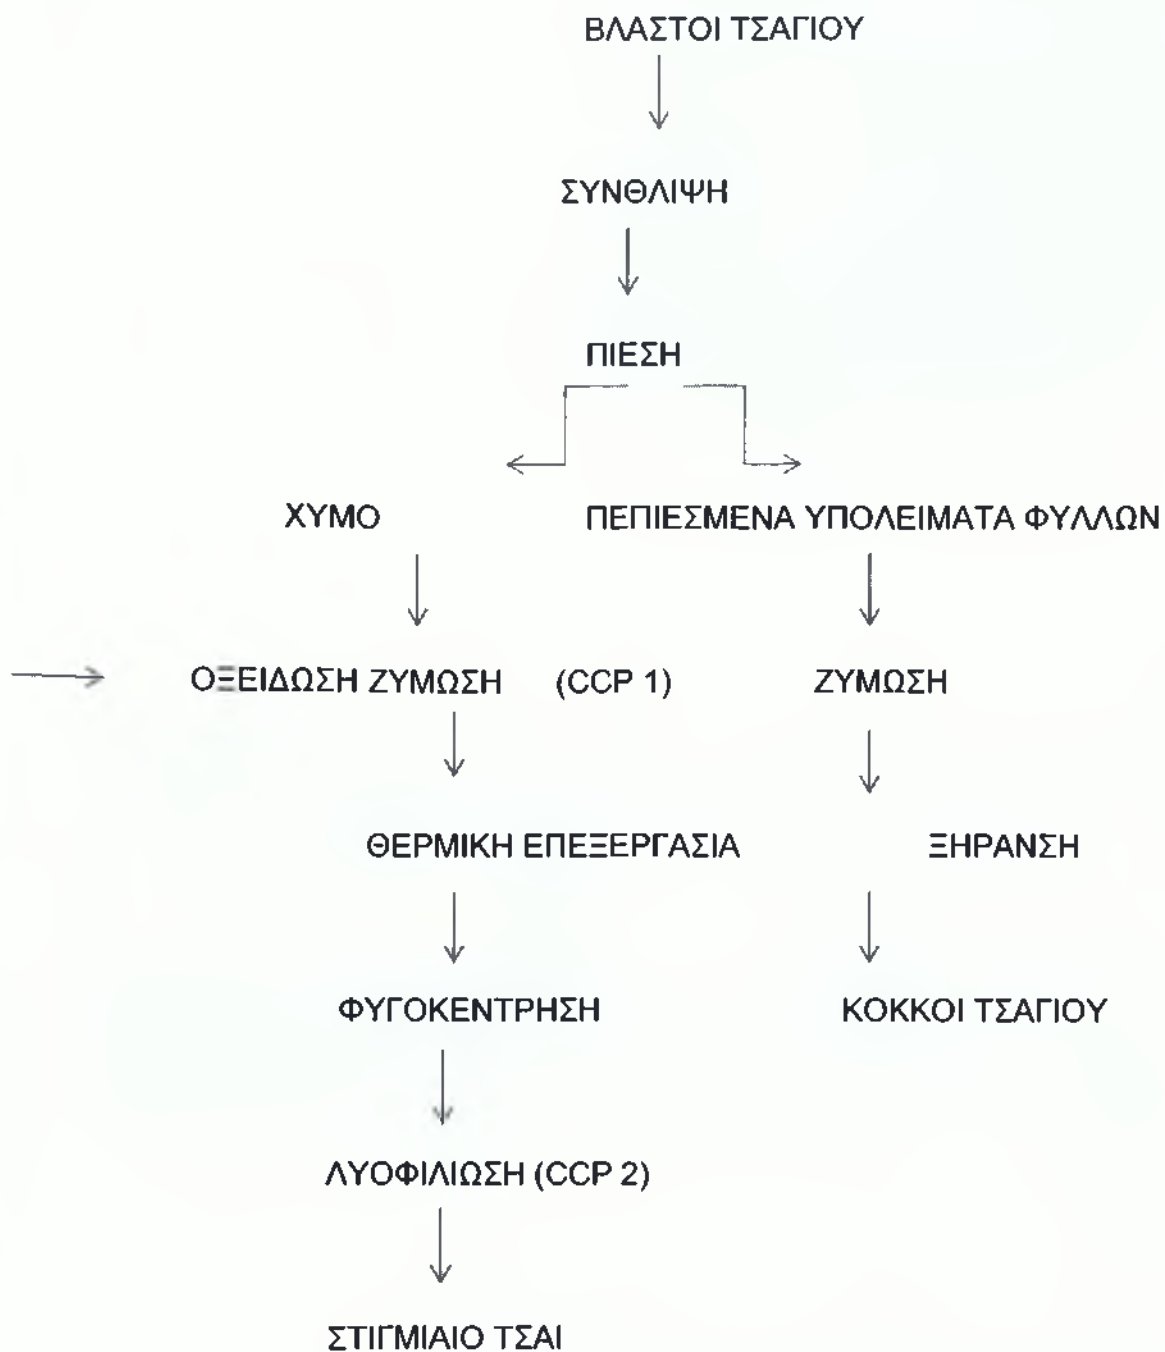 ΒΛΑΣΤΟΙ ΤΣΑΓΙΟΥ
ΣΥΝΘΛΙΨΗ
ΠΙΕΣΗ
ΧΥΜΟ ΠΕΠΙΕΣΜΕΝΑ ΥΠΟΛΕΙΜΑΤΑ ΦΥΛΛΩΝ
ΟΞΕΙΔΩΣΗ ΖΥΜΩΣΗ (CCP 1) ΖΥΜΩΣΗ
ΘΕΡΜΙΚΗ ΕΠΕΞΕΡΓΑΣΙΑ ΞΗΡΑΝΣΗ
ΦΥΓΟΚΕΝΤΡΗΣΗ ΚΟΚΚΟΙ ΤΣΑΓΙΟΥ
ΛΥΟΦΙΛΙΩΣΗ (CCP 2)
ΣΤΙΓΜΙΑΙΟ ΤΣΑΙ